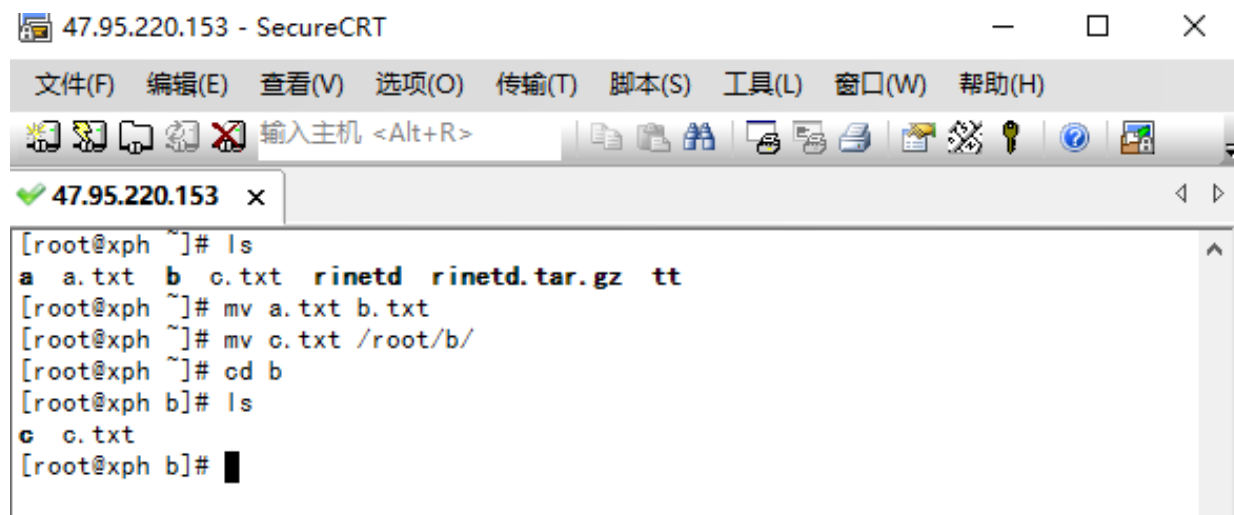 47.95.220.153 - SecureCRT
文件(F) 编辑(E) 查看(V) 选项(O) 传输(T) 脚本(S) 工具(L) 窗口(W) 帮助(H)
输入主机 <Alt+R>
47.95.220.153
[root@xph ~]# ls
a a.txt b c.txt rinetd rinetd.tar.gz tt
[root@xph ~]# mv a.txt b.txt
[root@xph ~]# mv c.txt /root/b/
[root@xph ~]# cd b
[root@xph b]# ls
c c.txt
[root@xph b]#